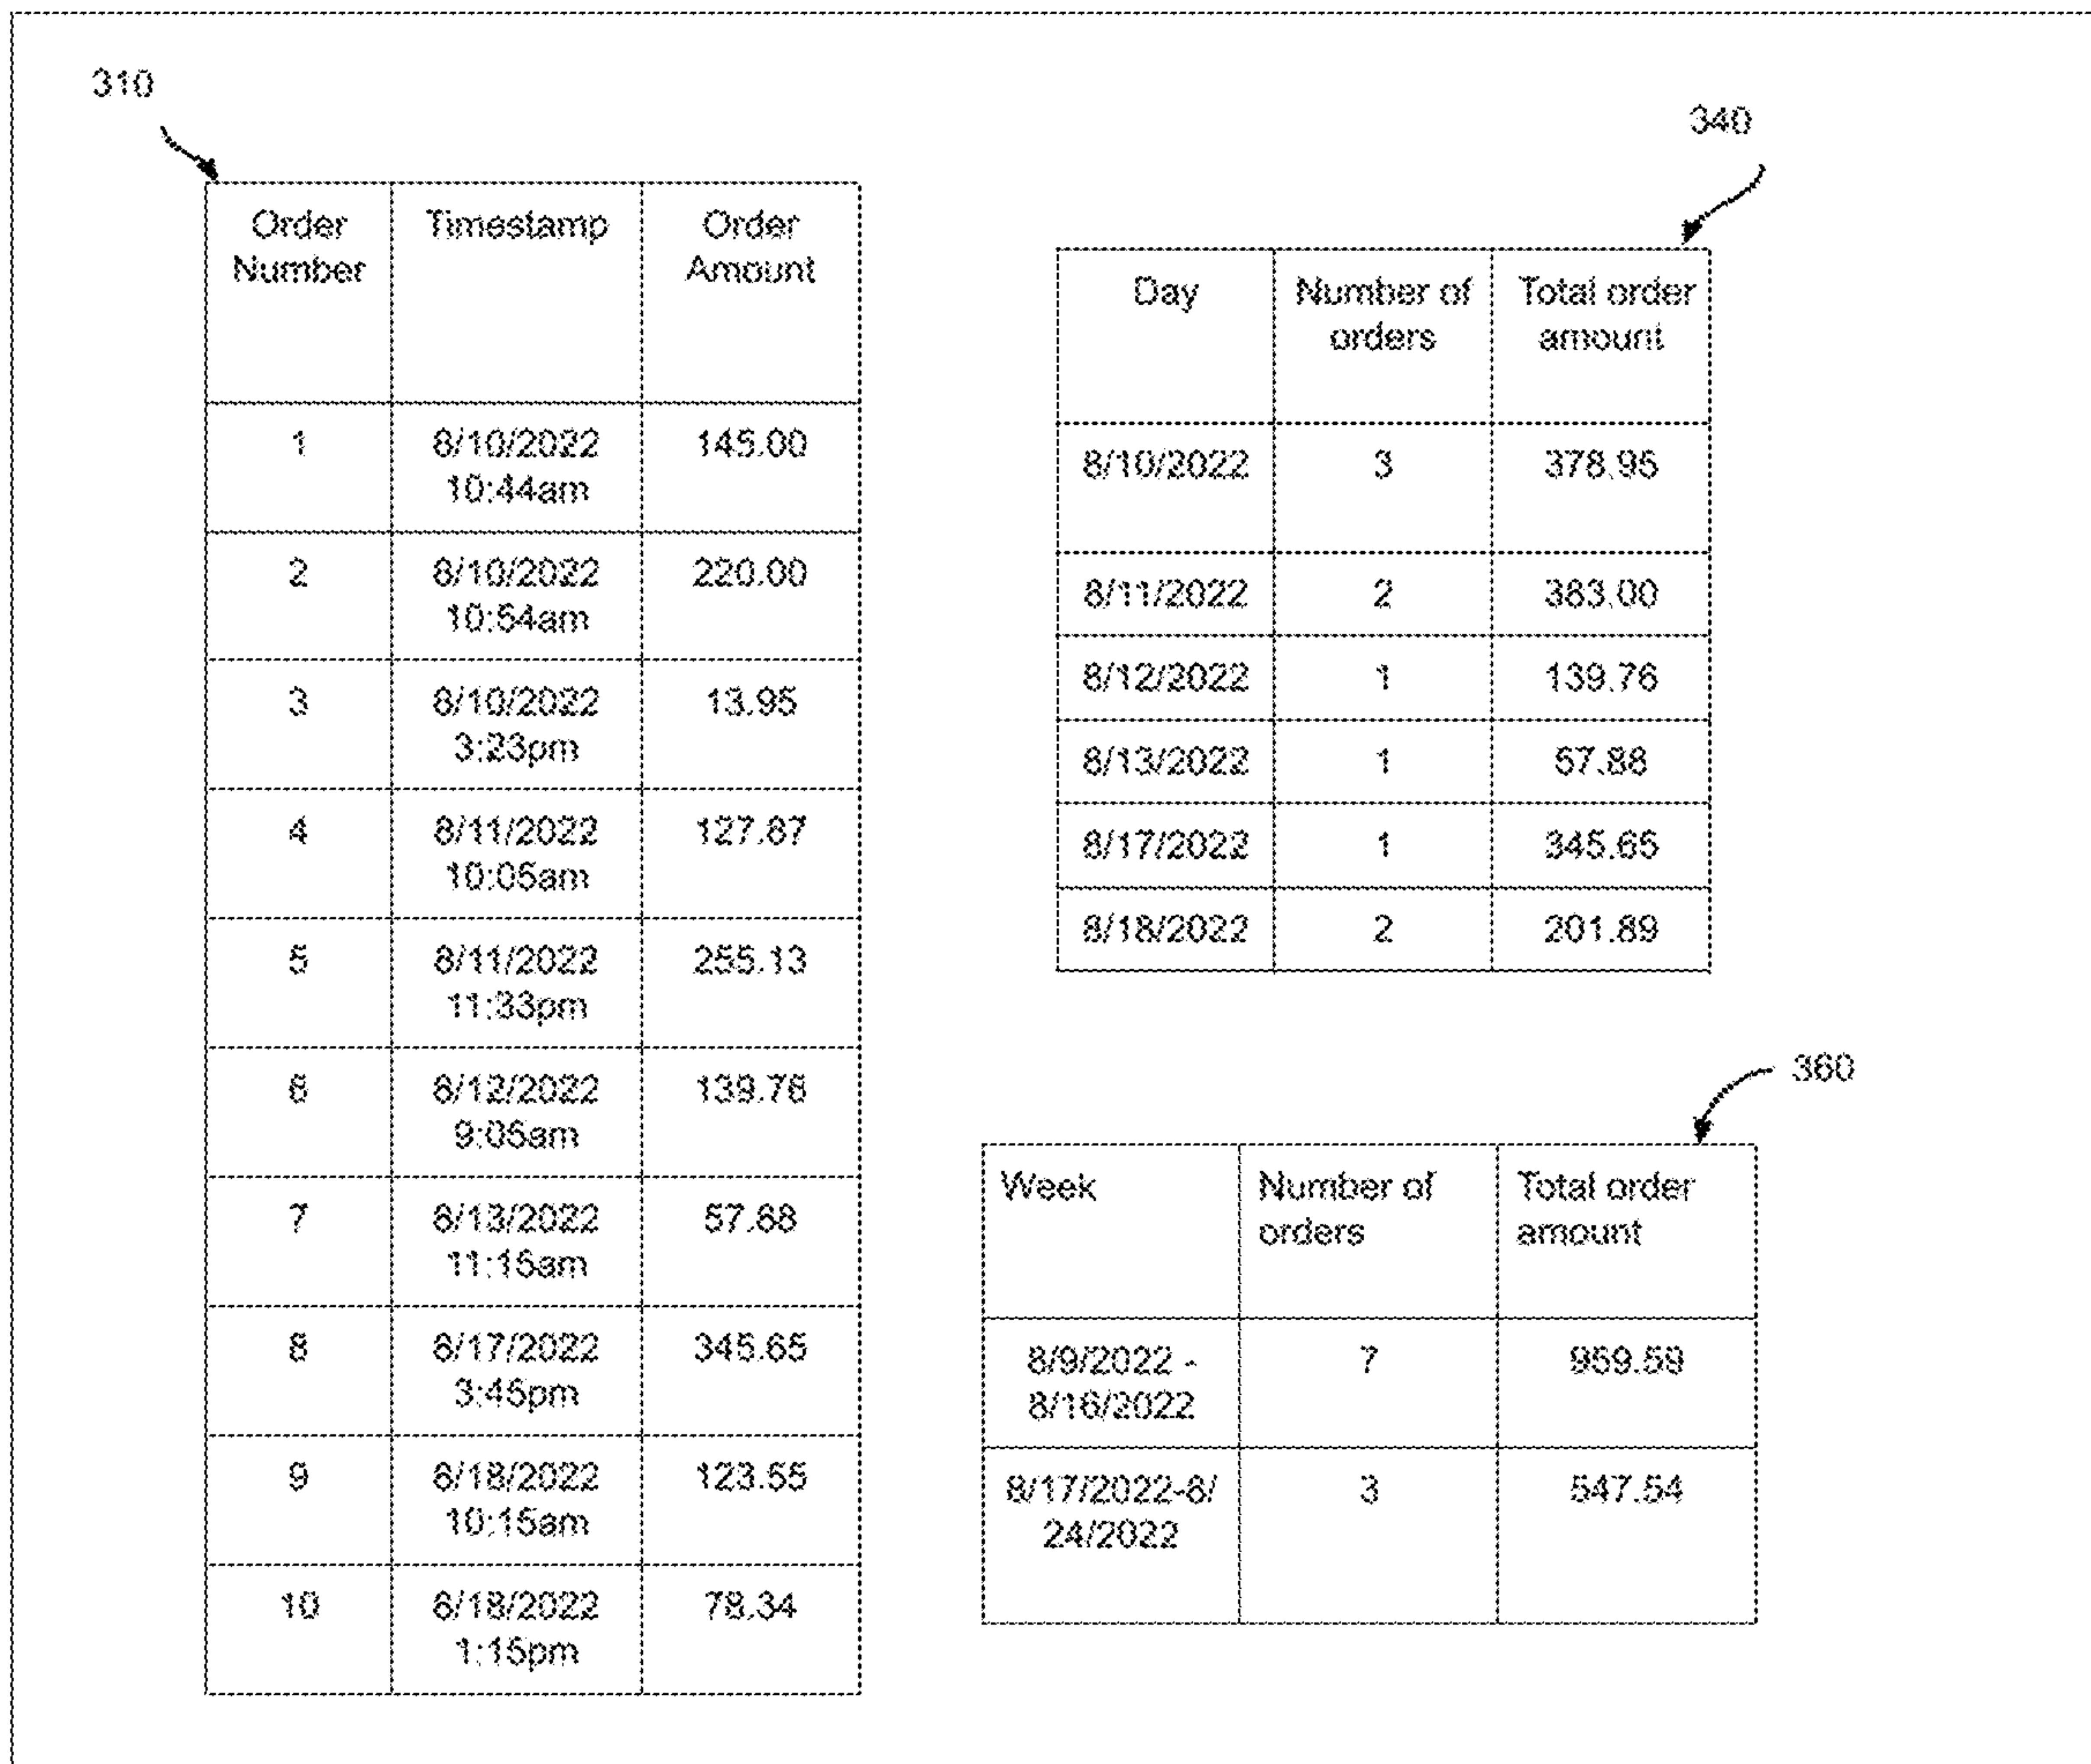 310
Order Number Timestamp Order Amount
1 8/10/2022 10:44am 145.00
2 8/10/2022 10:54am 220.00
3 8/10/2022 3:23pm 13.95
4 8/11/2022 10:05am 127.87
5 8/11/2022 11:33pm 255.13
6 8/12/2022 9:05am 139.76
7 8/13/2022 11:15am 57.88
8 8/17/2022 3:45pm 345.65
9 8/18/2022 10:15am 123.55
10 8/18/2022 1:15pm 78.34
340
Day Number of orders Total order amount
8/10/2022 3 378.95
8/11/2022 2 383.00
8/12/2022 1 139.76
8/13/2022 1 57.88
8/17/2022 1 345.65
8/18/2022 2 201.89
360
Week Number of orders Total order amount
8/9/2022 - 8/16/2022 7 959.59
8/17/2022-8/24/2022 3 547.54